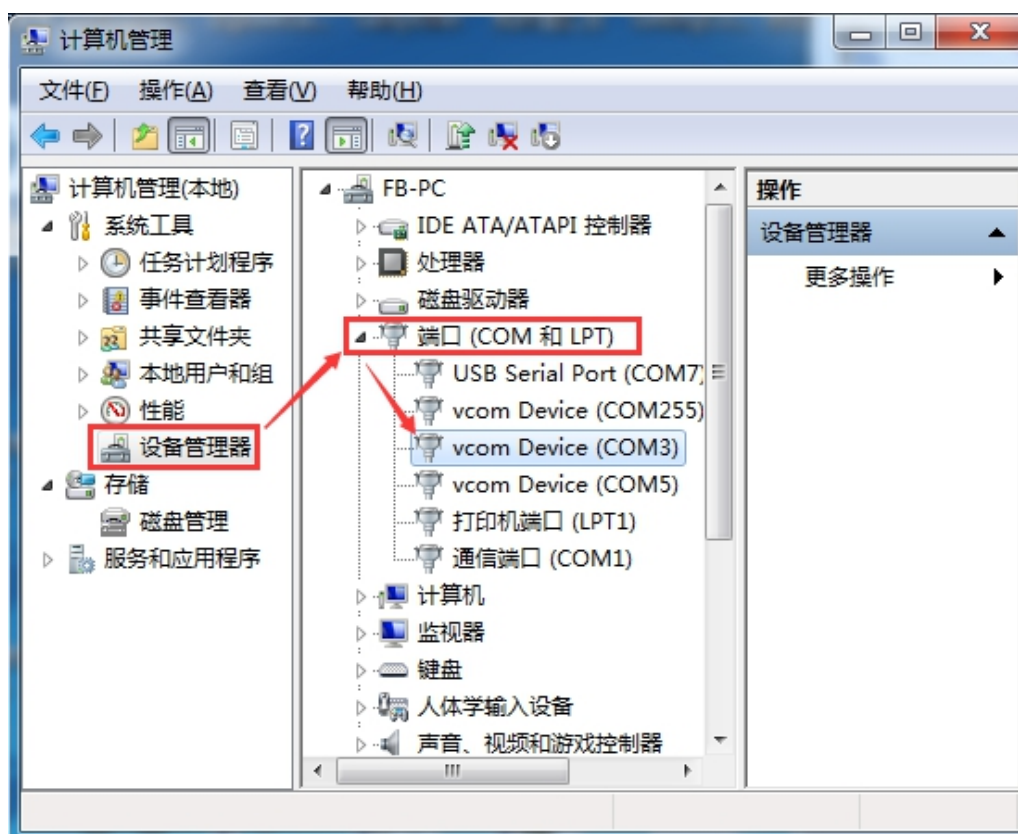 计算机管理
文件(F) 操作(A) 查看(V) 帮助(H)
计算机管理(本地)
系统工具
任务计划程序
事件查看器
共享文件夹
本地用户和组
性能
设备管理器
存储
磁盘管理
服务和应用程序
FB-PC
IDE ATA/ATAPI 控制器
处理器
磁盘驱动器
端口 (COM 和 LPT)
USB Serial Port (COM7)
vcom Device (COM255)
vcom Device (COM3)
vcom Device (COM5)
打印机端口 (LPT1)
通信端口 (COM1)
计算机
监视器
键盘
人体学输入设备
声音、视频和游戏控制器
操作
设备管理器
更多操作